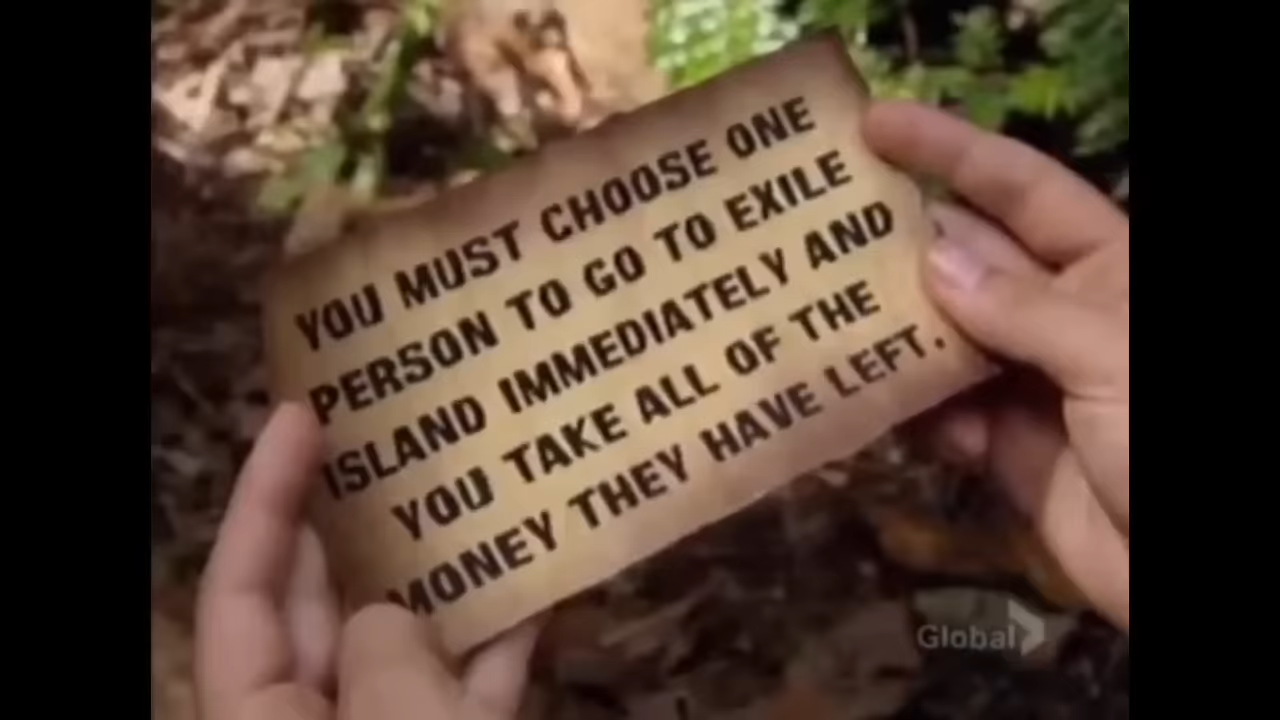 YOU MUST CHOOSE ONE
PERSON TO GO TO EXILE
ISLAND IMMEDIATELY AND
YOU TAKE ALL OF THE
MONEY THEY HAVE LEFT.
Global